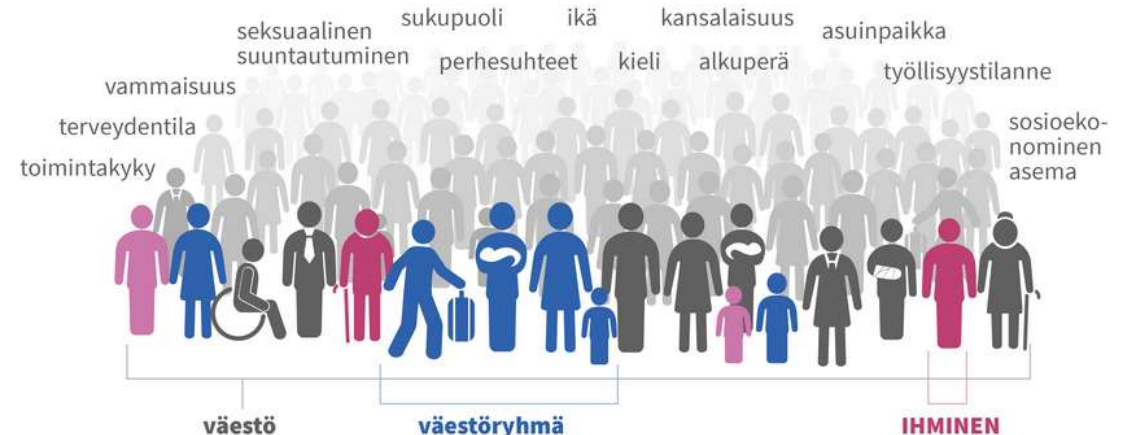 sukupuoli
ikä
kansalaisuus
seksuaalinen
suuntautuminen
asuinpaikka
perhesuhteet
kieli
alkuperä
työllisyystilanne
vammaisuus
terveydentila
sosioeko-
nominen
asema
toimintakyky
väestö
väestöryhmä
IHMINEN